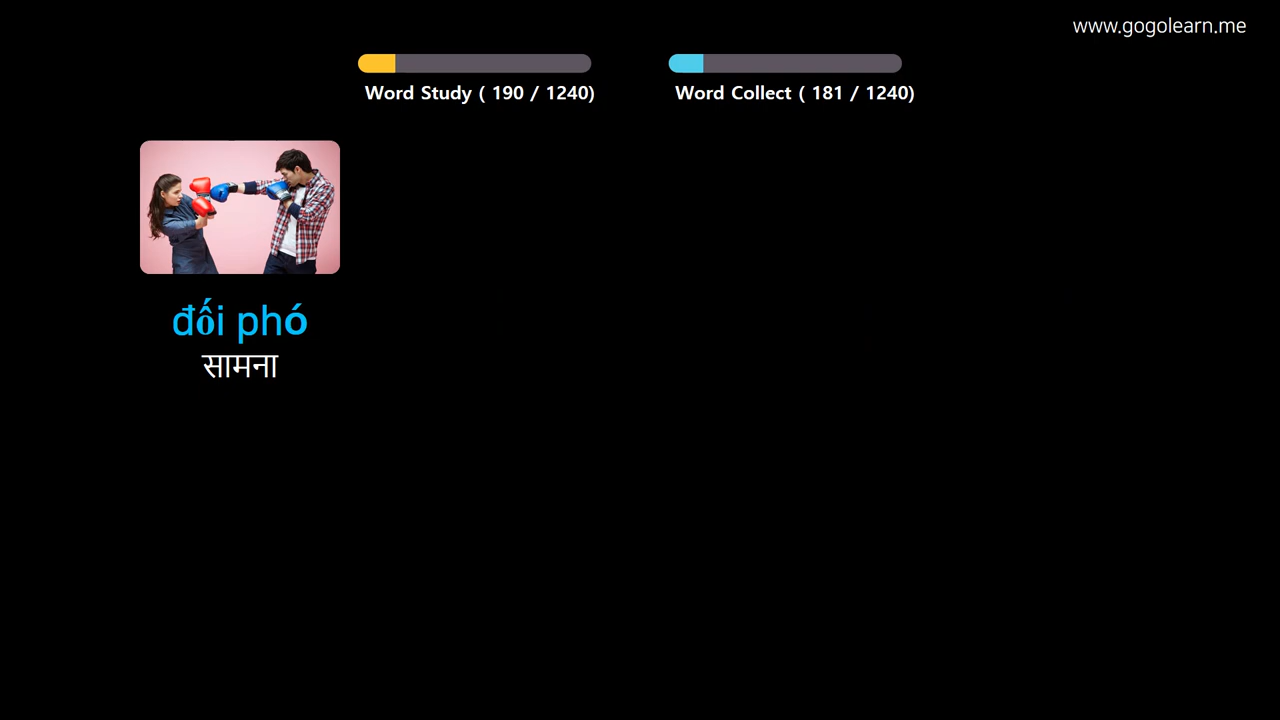 www.gogolearn.me
Word Study ( 190 / 1240)
Word Collect ( 181 / 1240)
đối phó
सामना